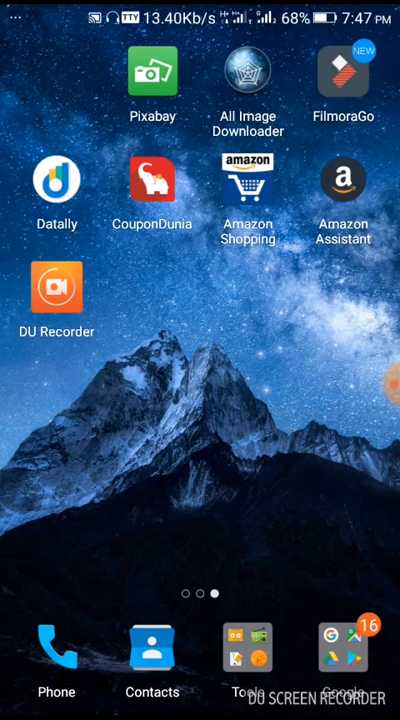 ... TTY 13.40Kb/s 68% 7:47 PM
NEW
Pixabay
All Image
Downloader
FilmoraGo
amazon
a
Datally
CouponDunia
Amazon
Shopping
Amazon
Assistant
DU Recorder
16
Phone
Contacts
Tools
Google
DU SCREEN RECORDER